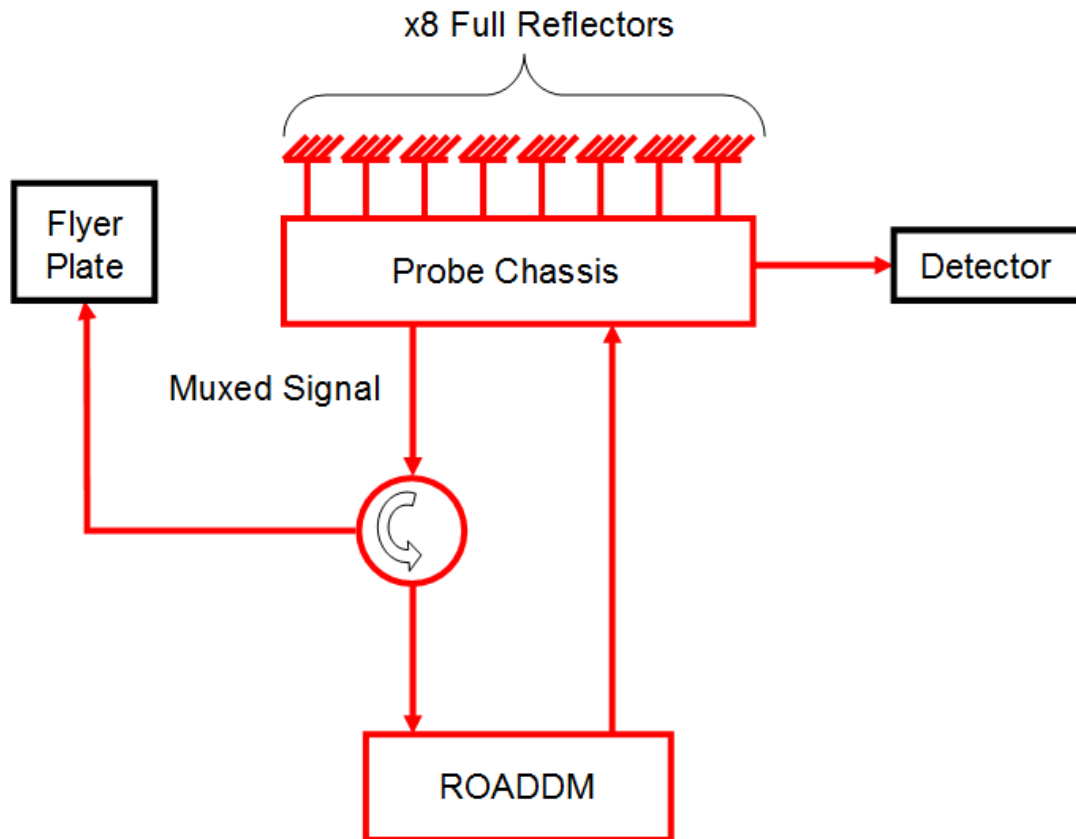 x8 Full Reflectors
Flyer
Plate
Probe Chassis
Detector
Muxed Signal
ROADDM